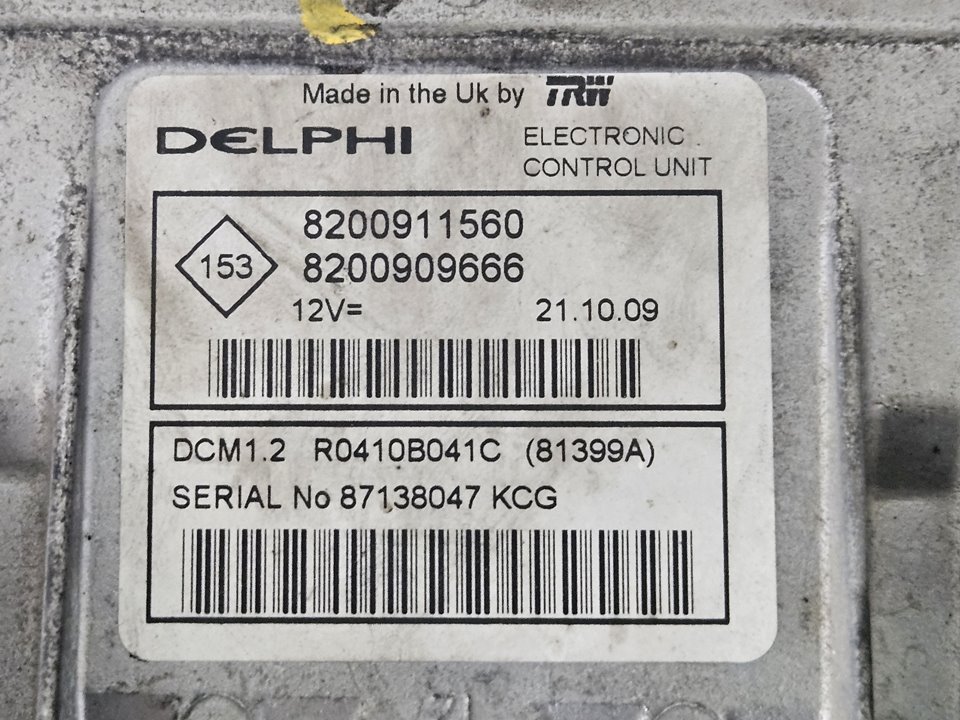 Made in the Uk by TRW
DELPHI
ELECTRONIC
CONTROL UNIT
153
8200911560
8200909666
12V= 21.10.09
DCM1.2 R0410B041C (81399A)
SERIAL No 87138047 KCG